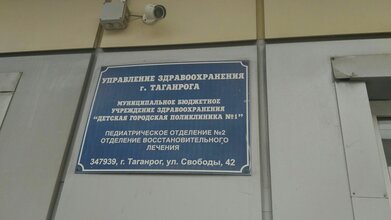 УПРАВЛЕНИЕ ЗДРАВООХРАНЕНИЯ
г. ТАГАНРОГА
МУНИЦИПАЛЬНОЕ БЮДЖЕТНОЕ
УЧРЕЖДЕНИЕ ЗДРАВООХРАНЕНИЯ
"ДЕТСКАЯ ГОРОДСКАЯ ПОЛИКЛИНИКА №1"
ПЕДИАТРИЧЕСКОЕ ОТДЕЛЕНИЕ №2
ОТДЕЛЕНИЕ ВОССТАНОВИТЕЛЬНОГО
ЛЕЧЕНИЯ
347939, г. Таганрог, ул. Свободы, 42